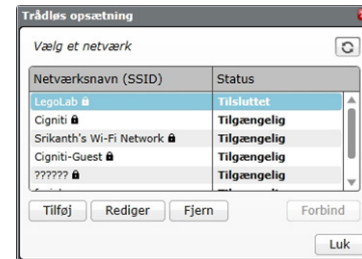 Trådløs opsætning
Vælg et netværk
Netværksnavn (SSID) Status
LegoLab Tilsluttet
Cigniti Tilgængelig
Srikanth's Wi-Fi Network Tilgængelig
Cigniti-Guest Tilgængelig
?????? Tilgængelig
Tilføj Rediger Fjern Forbind
Luk